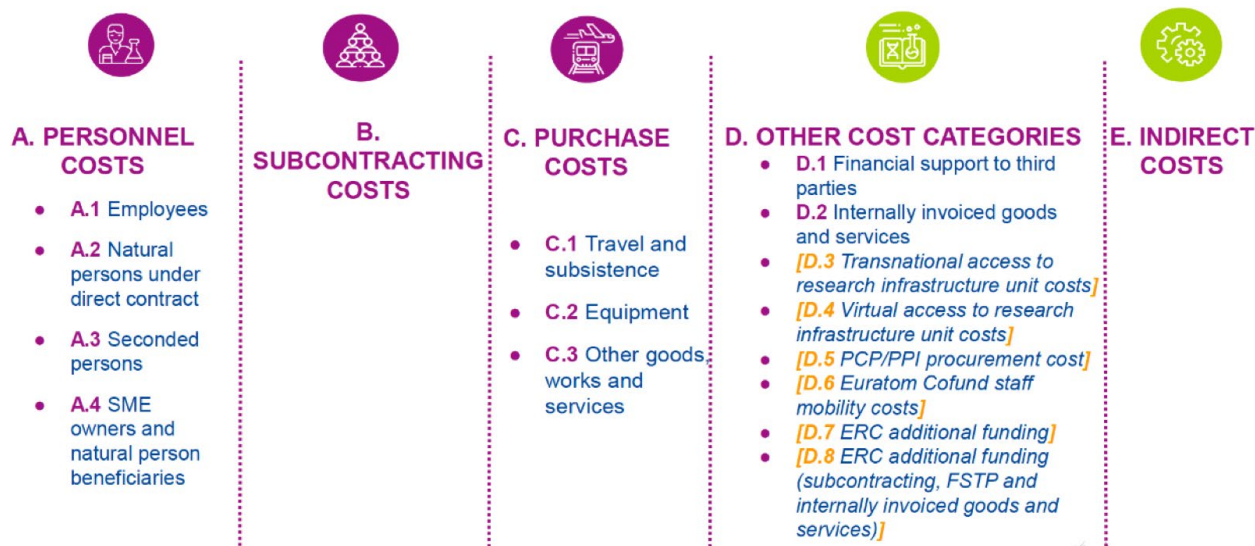 A. PERSONNEL
COSTS
• A.1 Employees
• A.2 Natural
persons under
direct contract
• A.3 Seconded
persons
• A.4 SME
owners and
natural person
beneficiaries
B.
SUBCONTRACTING
COSTS
C. PURCHASE
COSTS
• C.1 Travel and
subsistence
• C.2 Equipment
• C.3 Other goods,
works and
services
D. OTHER COST CATEGORIES
• D.1 Financial support to third
parties
• D.2 Internally invoiced goods
and services
• [D.3 Transnational access to
research infrastructure unit costs]
• [D.4 Virtual access to research
infrastructure unit costs]
• [D.5 PCP/PPI procurement cost]
• [D.6 Euratom Cofund staff
mobility costs]
• [D.7 ERC additional funding]
• [D.8 ERC additional funding
(subcontracting, FSTP and
internally invoiced goods and
services)]
E. INDIRECT
COSTS